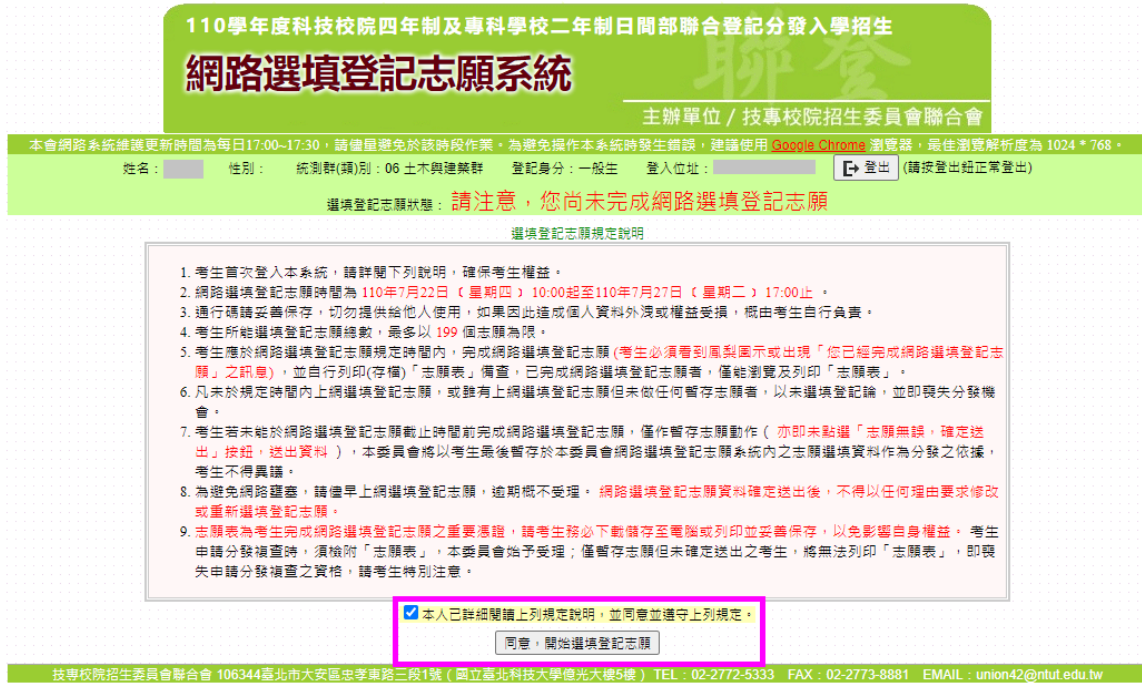 110學年度科技校院四年制及專科學校二年制日間部聯合登記分發入學招生
聯登
網路選填登記志願系統
主辦單位 / 技專校院招生委員會聯合會
本會網路系統維護更新時間為每日17:00~17:30，請儘量避免於該時段作業。為避免操作本系統時發生錯誤，建議使用 Google Chrome 瀏覽器，最佳瀏覽解析度為 1024 * 768。
姓名： 性別： 統測群(類)別：06 土木與建築群 登記身分：一般生 登入位址： 登出 (請按登出鈕正常登出)
選填登記志願狀態： 請注意，您尚未完成網路選填登記志願
選填登記志願規定說明
1. 考生首次登入本系統，請詳閱下列說明，確保考生權益。
2. 網路選填登記志願時間為 110年7月22日（星期四）10:00起至110年7月27日（星期二）17:00止 。
3. 通行碼請妥善保存，切勿提供給他人使用，如果因此造成個人資料外洩或權益受損，概由考生自行負責。
4. 考生所能選填登記志願總數，最多以 199 個志願為限。
5. 考生應於網路選填登記志願規定時間內，完成網路選填登記志願 (考生必須看到鳳梨圖示或出現「您已經完成網路選填登記志
願」之訊息)，並自行列印(存檔)「志願表」備查，已完成網路選填登記志願者，僅能瀏覽及列印「志願表」。
6. 凡未於規定時間內上網選填登記志願，或雖有上網選填登記志願但未做任何暫存志願者，以未選填登記論，並即喪失分發機
會。
7. 考生若未能於網路選填登記志願截止時間前完成網路選填登記志願，僅作暫存志願動作（ 亦即未點選「志願無誤，確定送
出」按鈕，送出資料 ），本委員會將以考生最後暫存於本委員會網路選填登記志願系統內之志願選填資料作為分發之依據，
考生不得異議。
8. 為避免網路壅塞，請儘早上網選填登記志願，逾期概不受理。 網路選填登記志願資料確定送出後，不得以任何理由要求修改
或重新選填登記志願。
9. 志願表為考生完成網路選填登記志願之重要憑證，請考生務必下載儲存至電腦或列印並妥善保存，以免影響自身權益。 考生
申請分發複查時，須檢附「志願表」，本委員會始予受理；僅暫存志願但未確定送出之考生，將無法列印「志願表」，即喪
失申請分發複查之資格，請考生特別注意。
本人已詳細閱讀上列規定說明，並同意並遵守上列規定。
同意，開始選填登記志願
技專校院招生委員會聯合會 106344臺北市大安區忠孝東路三段1號（國立臺北科技大學億光大樓5樓） TEL：02-2772-5333 FAX：02-2773-8881 EMAIL：union42@ntut.edu.tw